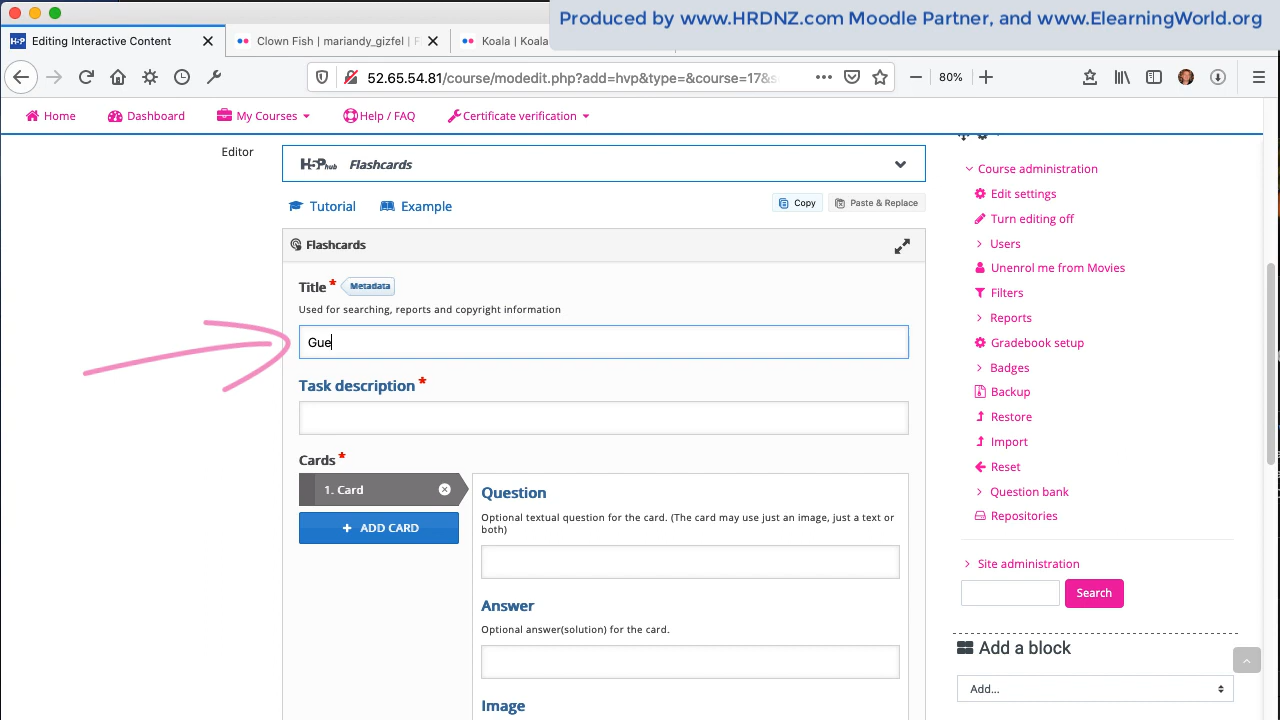 Produced by www.HRDNZ.com Moodle Partner, and www.ElearningWorld.org
H5P Editing Interactive Content
Clown Fish | mariandy_gizfel | F
Koala | Koala
52.65.54.81/course/modedit.php?add=hvp&type=&course=17&s
80%
Home
Dashboard
My Courses
Help / FAQ
Certificate verification
Editor
H5P hub Flashcards
Tutorial
Example
Copy
Paste & Replace
Flashcards
Title * Metadata
Used for searching, reports and copyright information
Gue
Task description *
Cards *
1. Card
+ ADD CARD
Question
Optional textual question for the card. (The card may use just an image, just a text or
both)
Answer
Optional answer(solution) for the card.
Image
Course administration
Edit settings
Turn editing off
Users
Unenrol me from Movies
Filters
Reports
Gradebook setup
Badges
Backup
Restore
Import
Reset
Question bank
Repositories
Site administration
Search
Add a block
Add...